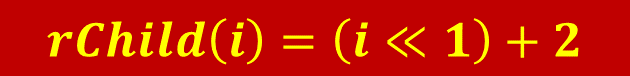 rChild(i) = (i ≪ 1) + 2